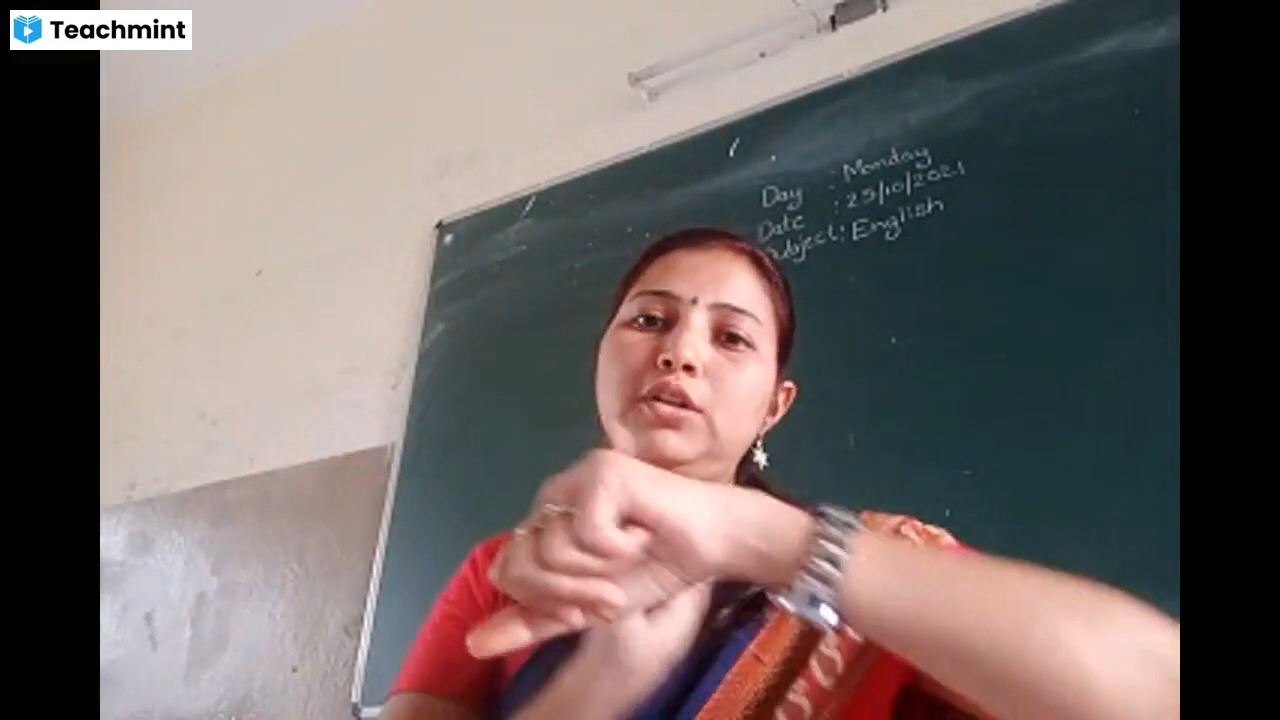 Teachmint
Day : Monday
Date : 25/10/2021
Subject : English